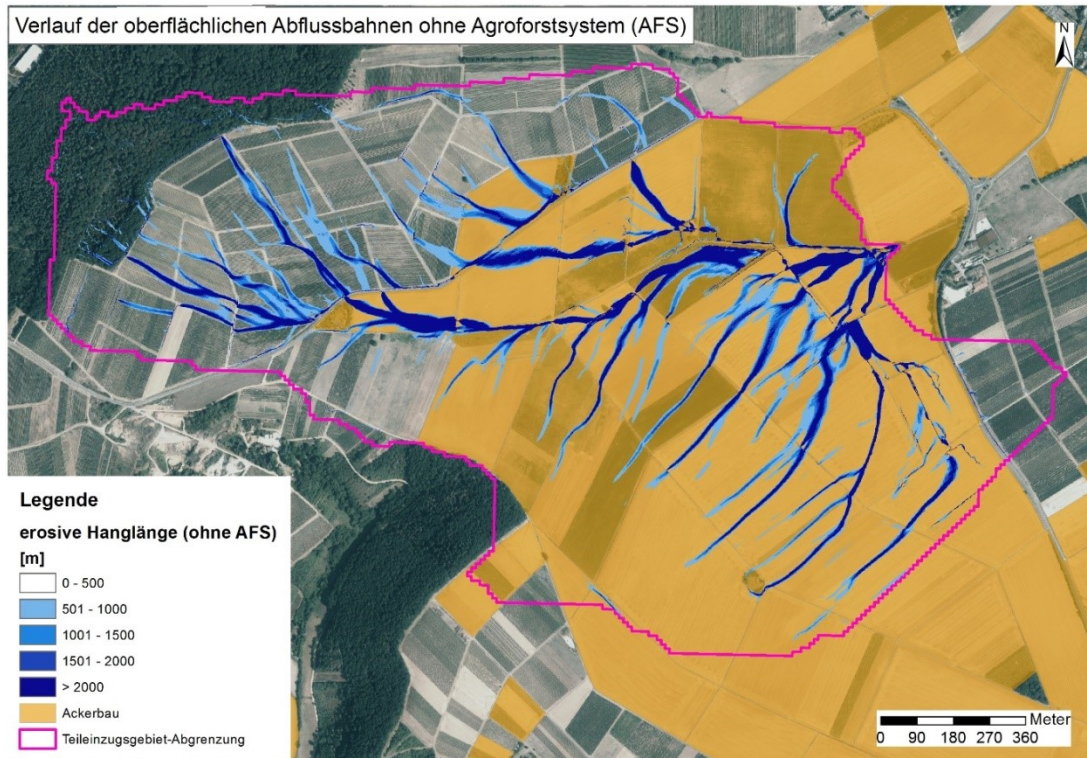 Verlauf der oberflächlichen Abflussbahnen ohne Agroforstsystem (AFS)
N
Legende
erosive Hanglänge (ohne AFS)
[m]
0 - 500
501 - 1000
1001 - 1500
1501 - 2000
> 2000
Ackerbau
Teileinzugsgebiet-Abgrenzung
Meter
0 90 180 270 360